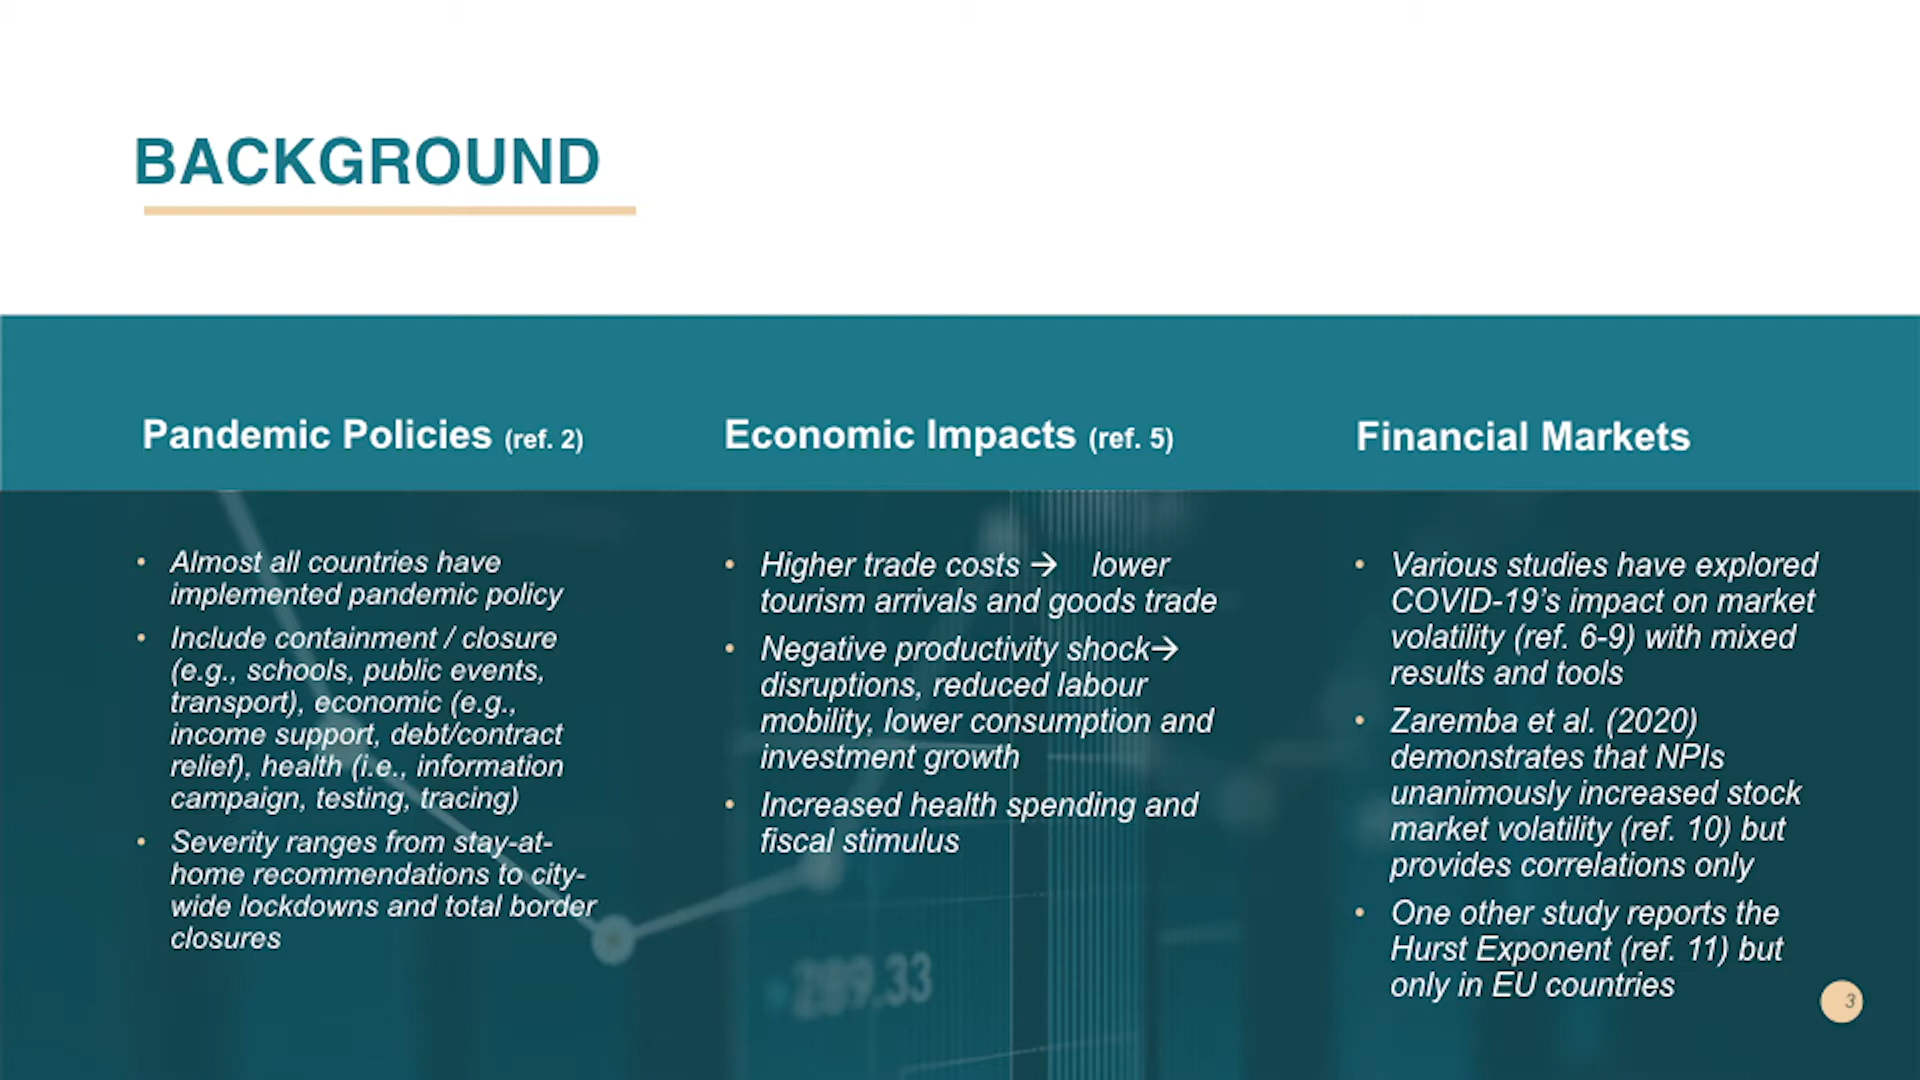 BACKGROUND
Pandemic Policies (ref. 2)
• Almost all countries have
implemented pandemic policy
• Include containment / closure
(e.g., schools, public events,
transport), economic (e.g.,
income support, debt/contract
relief), health (i.e., information
campaign, testing, tracing)
• Severity ranges from stay-at-
home recommendations to city-
wide lockdowns and total border
closures
Economic Impacts (ref. 5)
• Higher trade costs → lower
tourism arrivals and goods trade
• Negative productivity shock→
disruptions, reduced labour
mobility, lower consumption and
investment growth
• Increased health spending and
fiscal stimulus
Financial Markets
• Various studies have explored
COVID-19’s impact on market
volatility (ref. 6-9) with mixed
results and tools
• Zaremba et al. (2020)
demonstrates that NPIs
unanimously increased stock
market volatility (ref. 10) but
provides correlations only
• One other study reports the
Hurst Exponent (ref. 11) but
only in EU countries
289.33
3